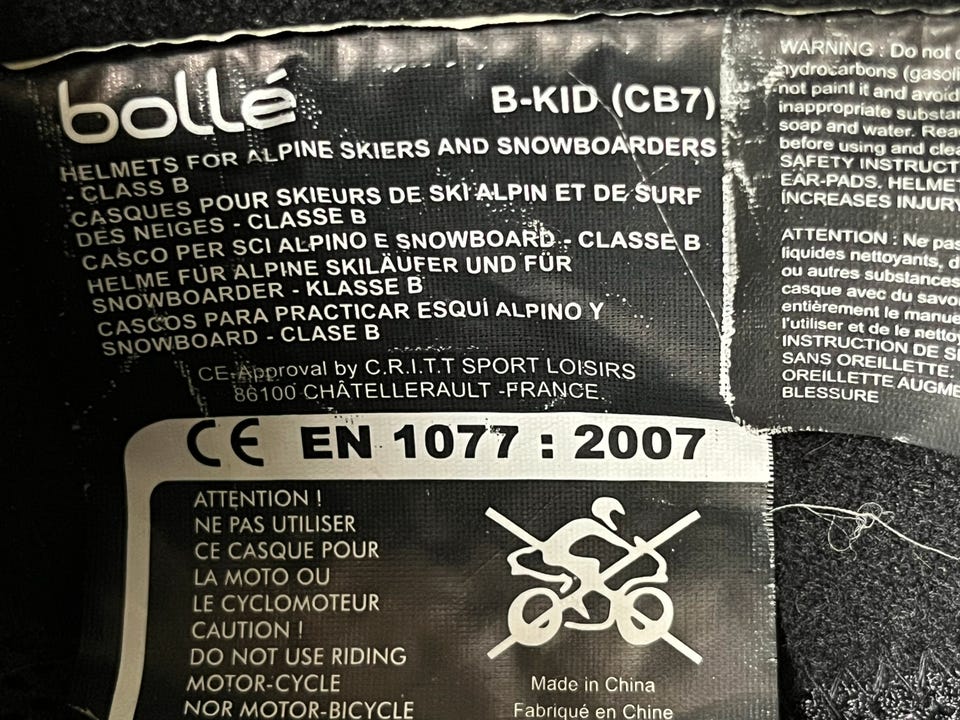 bollé
B-KID (CB7)
HELMETS FOR ALPINE SKIERS AND SNOWBOARDERS
- CLASS B
CASQUES POUR SKIEURS DE SKI ALPIN ET DE SURF
DES NEIGES - CLASSE B
CASCO PER SCI ALPINO E SNOWBOARD - CLASSE B
HELME FÜR ALPINE SKILÄUFER UND FÜR
SNOWBOARDER - KLASSE B
CASCOS PARA PRACTICAR ESQUÍ ALPINO Y
SNOWBOARD - CLASE B
CE-Approval by C.R.I.T.T SPORT LOISIRS
86100 CHÂTELLERAULT -FRANCE
CE EN 1077 : 2007
ATTENTION !
NE PAS UTILISER
CE CASQUE POUR
LA MOTO OU
LE CYCLOMOTEUR
CAUTION !
DO NOT USE RIDING
MOTOR-CYCLE
NOR MOTOR-BICYCLE
Made in China
Fabriqué en Chine
WARNING : Do not
hydrocarbons (gasoli
not paint it and avoid
inappropriate substan
soap and water. Rea
before using and clea
SAFETY INSTRUCT
EAR-PADS. HELMET
INCREASES INJURY
ATTENTION : Ne pas
liquides nettoyants, d
ou autres substances
casque avec du savo
entièrement le manue
l'utiliser et de le netto
INSTRUCTION DE S
SANS OREILLETTE.
OREILLETTE AUGME
BLESSURE